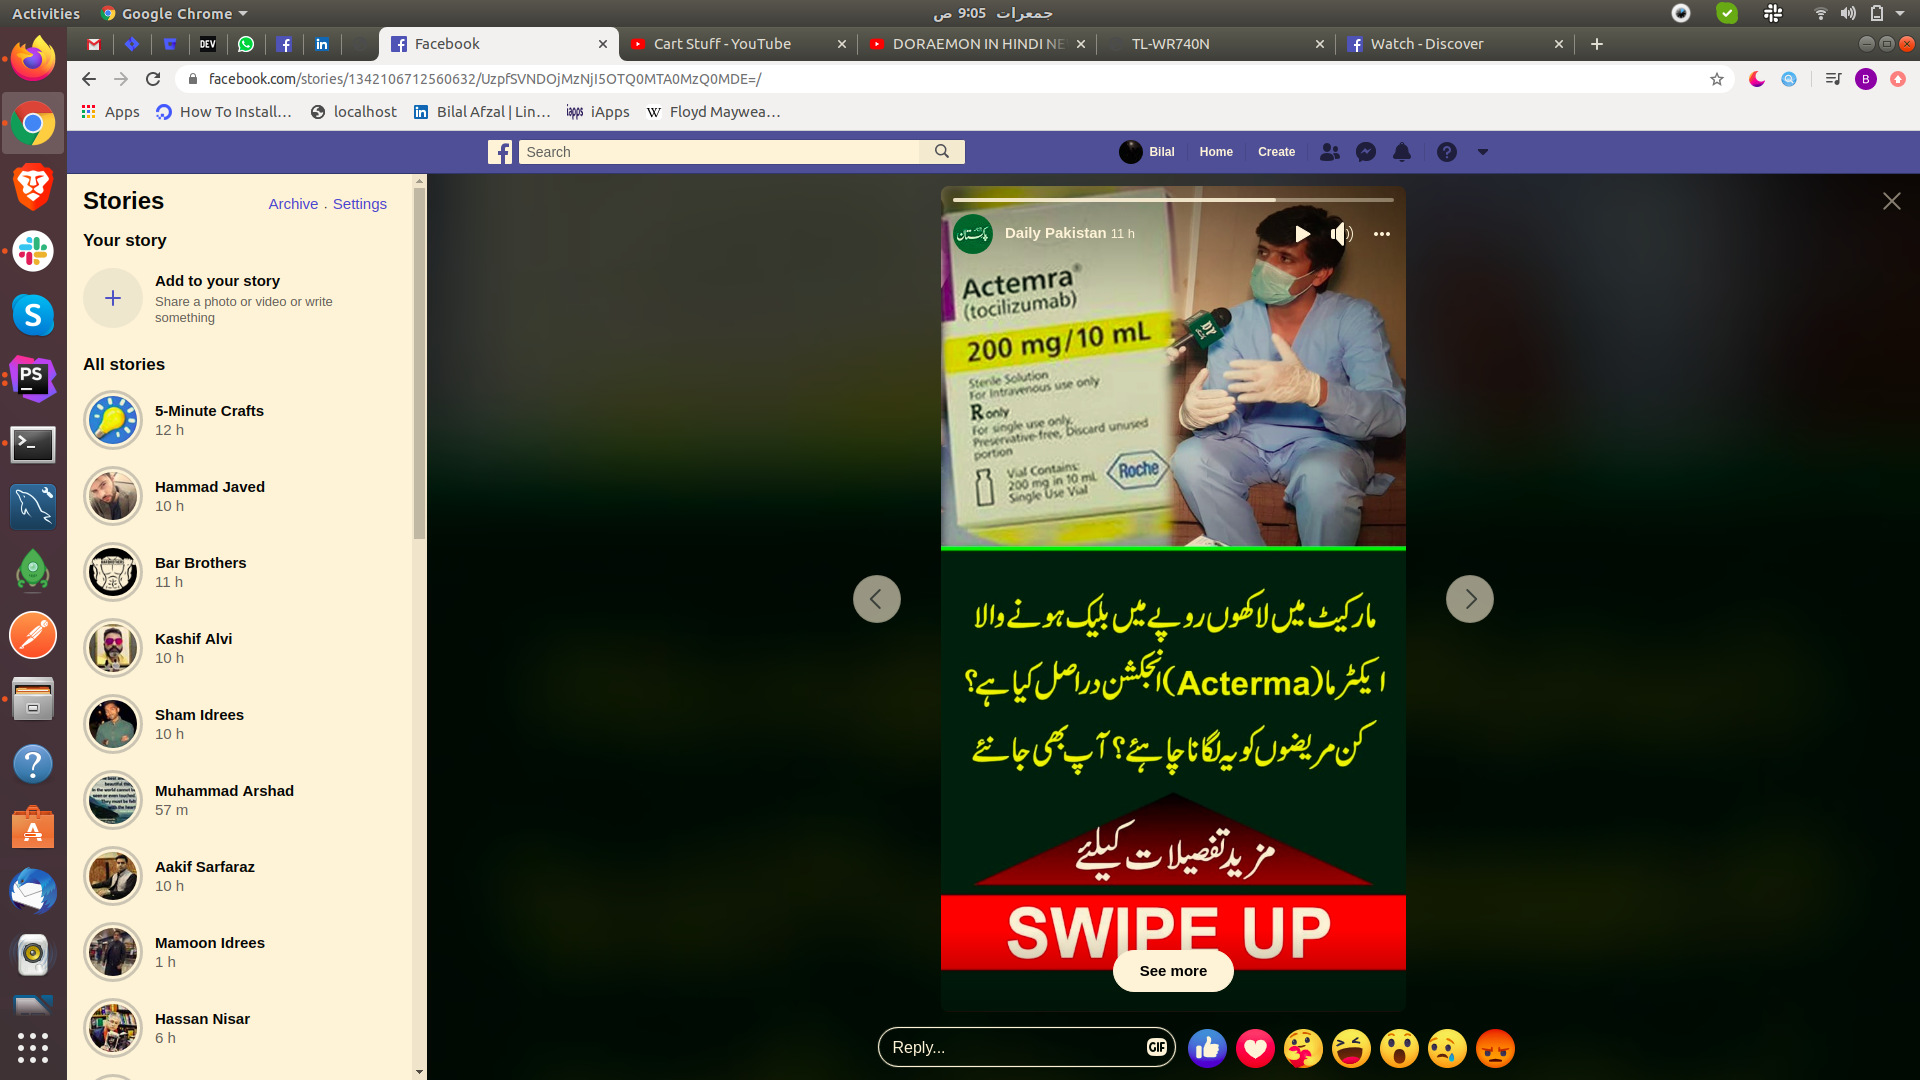 Activities
Google Chrome
جمعرات 9:05 ص
DEV
Facebook
Cart Stuff - YouTube
DORAEMON IN HINDI NE
TL-WR740N
Watch - Discover
facebook.com/stories/1342106712560632/UzpfSVNDOjMzNjI5OTQ0MTA0MzQ0MDE=/
B
Apps
How To Install…
localhost
Bilal Afzal | Lin…
iApps
Floyd Maywea…
Search
Bilal
Home
Create
Stories
Archive . Settings
Your story
Add to your story
Share a photo or video or write
something
All stories
5-Minute Crafts
12 h
Hammad Javed
10 h
Bar Brothers
11 h
Kashif Alvi
10 h
Sham Idrees
10 h
Muhammad Arshad
57 m
Aakif Sarfaraz
10 h
Mamoon Idrees
1 h
Hassan Nisar
6 h
Daily Pakistan 11 h
Actemra®
(tocilizumab)
200 mg/10 mL
Sterile Solution
For Intravenous use only
R only
For single use only.
Preservative-free, Discard unused
portion
Vial Contains:
200 mg in 10 mL
Single Use Vial
Roche
DY
مارکیٹ میں لاکھوں روپے میں بلیک ہونے والا
ایکٹرما (Acterma) انجکشن دراصل کیا ہے؟
کن مریضوں کو یہ لگانا چاہئے؟ آپ بھی جانئے
مزید تفصیلات کیلئے
SWIPE UP
See more
Reply...
GIF